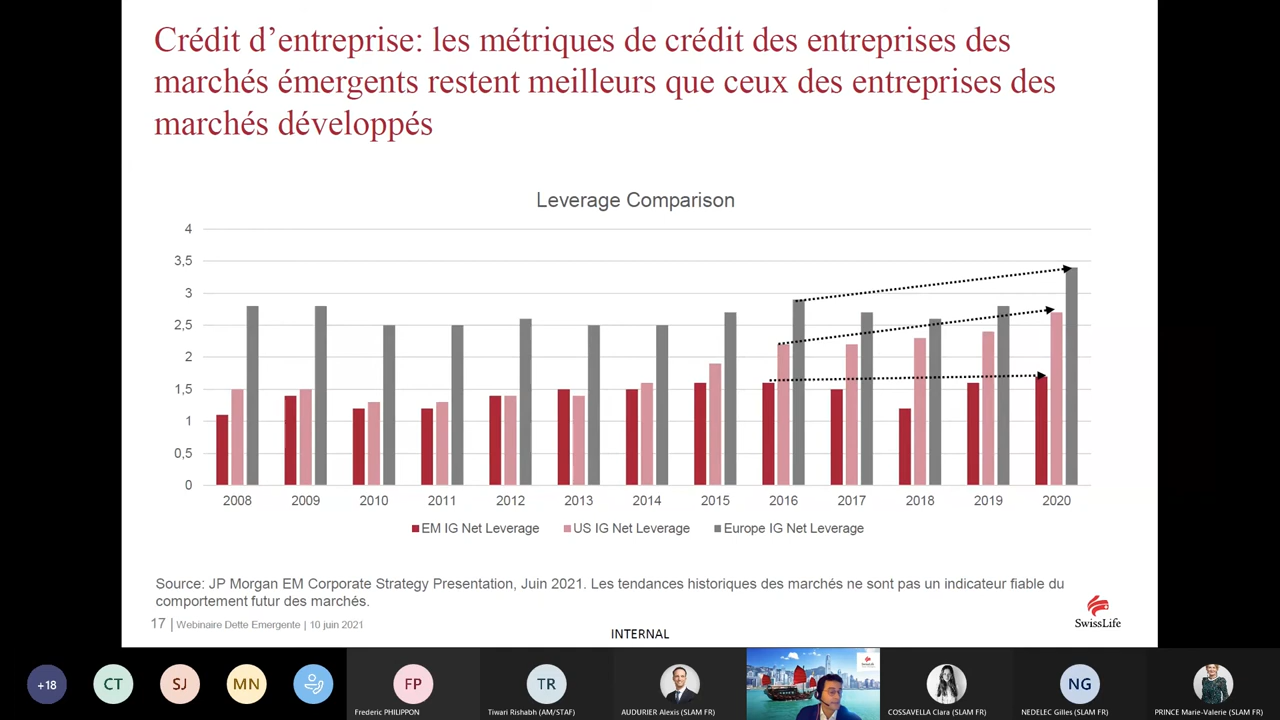 Crédit d’entreprise: les métriques de crédit des entreprises des
marchés émergents restent meilleurs que ceux des entreprises des
marchés développés
Leverage Comparison
4
3,5
3
2,5
2
1,5
1
0,5
0
2008 2009 2010 2011 2012 2013 2014 2015 2016 2017 2018 2019 2020
EM IG Net Leverage US IG Net Leverage Europe IG Net Leverage
Source: JP Morgan EM Corporate Strategy Presentation, Juin 2021. Les tendances historiques des marchés ne sont pas un indicateur fiable du
comportement futur des marchés.
17 | Webinaire Dette Emergente | 10 juin 2021
SwissLife
INTERNAL
+18 CT SJ MN FP TR NG
Frederic PHILIPPON Tiwari Rishabh (AM/STAF) AUDURIER Alexis (SLAM FR) COSSAVELLA Clara (SLAM FR) NEDELEC Gilles (SLAM FR) PRINCE Marie-Valerie (SLAM FR)